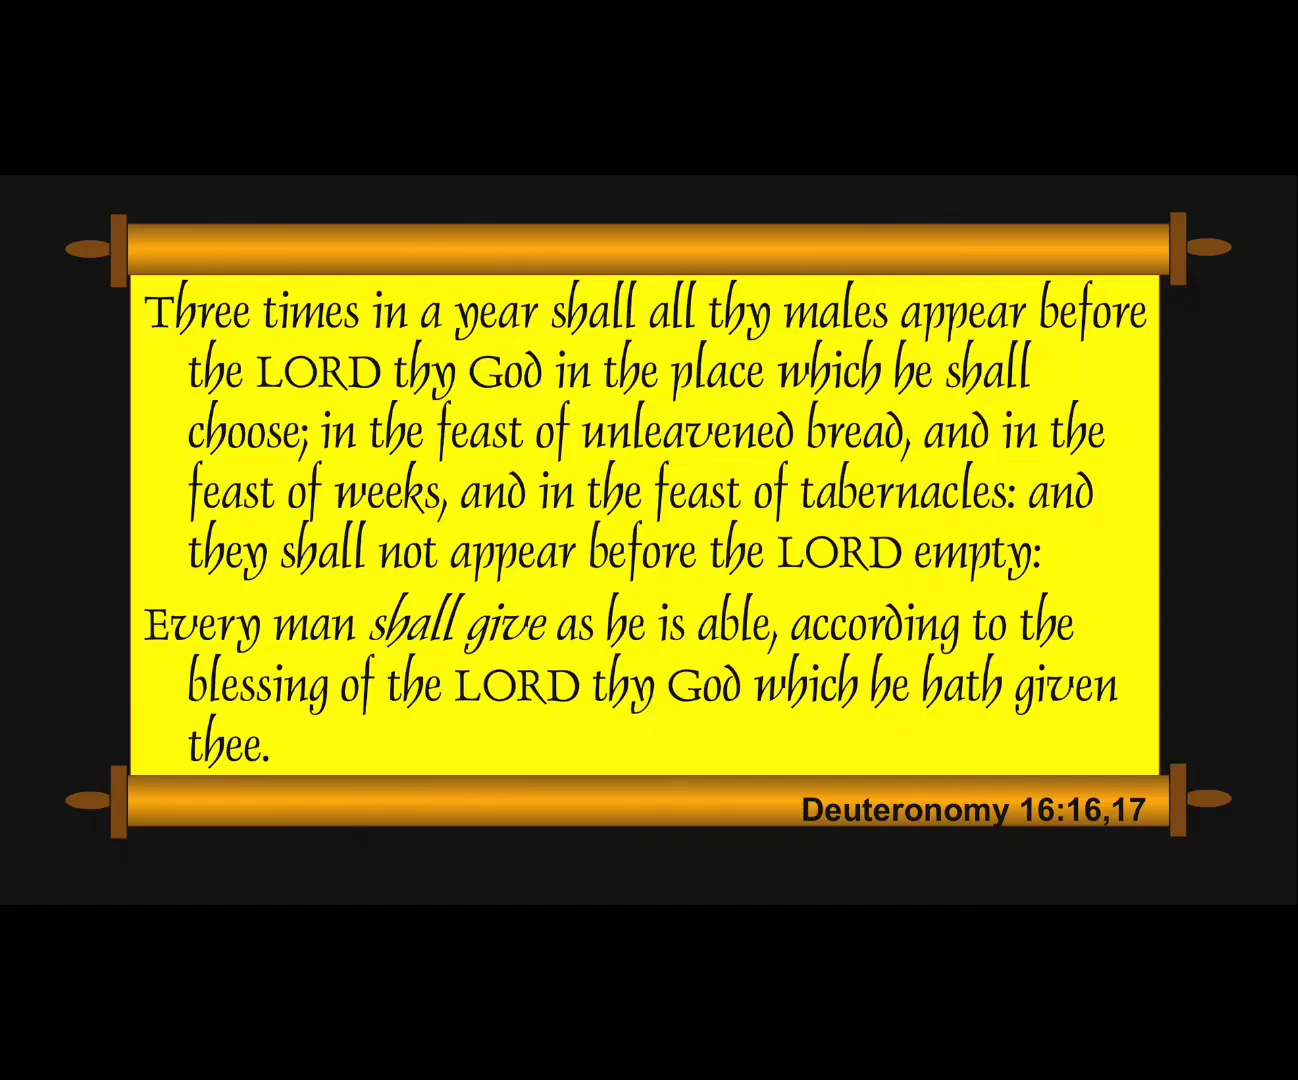 Three times in a year shall all thy males appear before
the LORD thy God in the place which he shall
choose; in the feast of unleavened bread, and in the
feast of weeks, and in the feast of tabernacles: and
they shall not appear before the LORD empty:
Every man shall give as he is able, according to the
blessing of the LORD thy God which he hath given
thee.
Deuteronomy 16:16,17